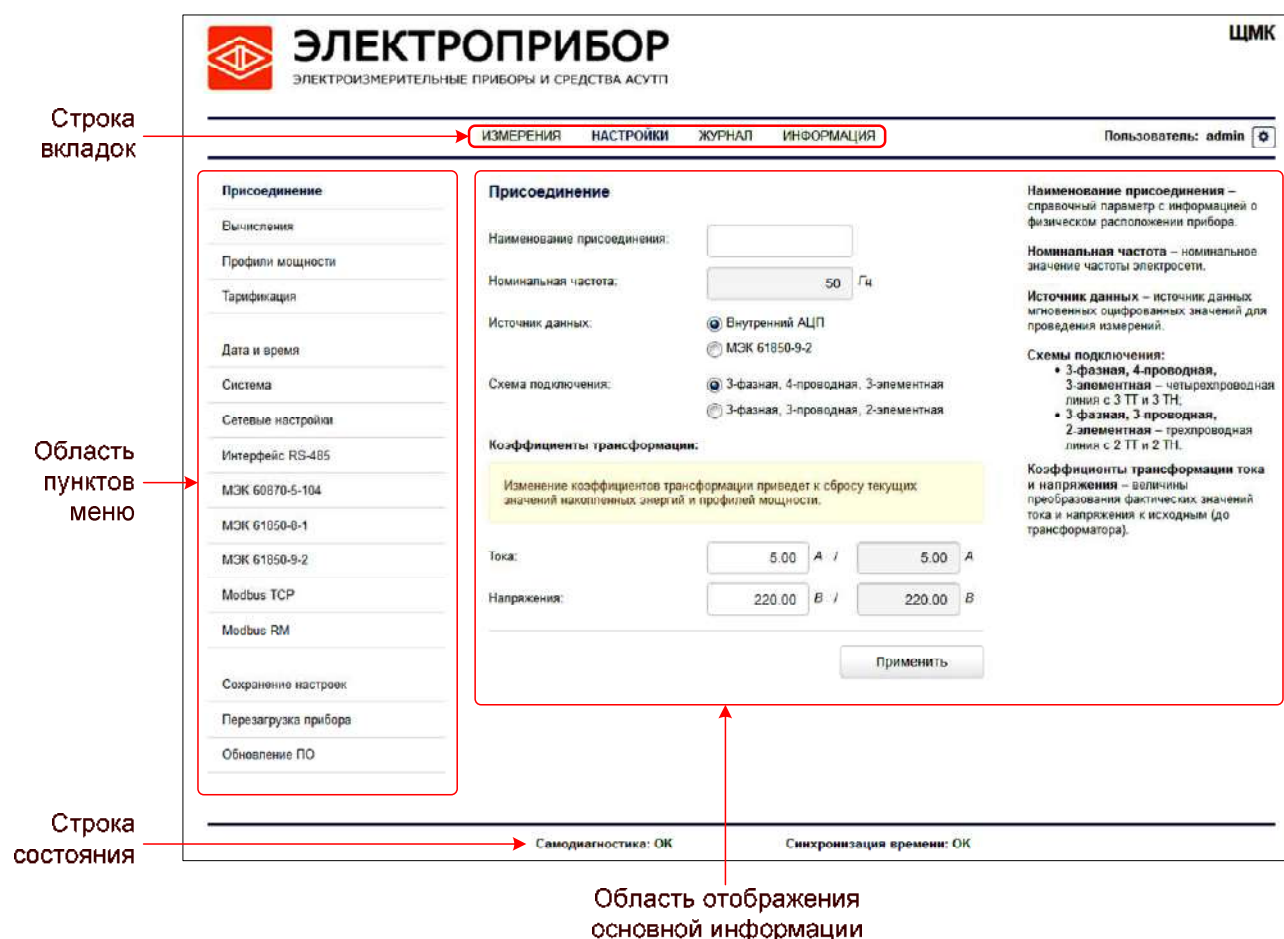 ЭЛЕКТРОПРИБОР
ЭЛЕКТРОИЗМЕРИТЕЛЬНЫЕ ПРИБОРЫ И СРЕДСТВА АСУТП
ЩМК
Строка
вкладок
ИЗМЕРЕНИЯ НАСТРОЙКИ ЖУРНАЛ ИНФОРМАЦИЯ
Пользователь: admin
Область
пунктов
меню
Присоединение
Вычисления
Профили мощности
Тарификация
Дата и время
Система
Сетевые настройки
Интерфейс RS-485
МЭК 60870-5-104
МЭК 61850-8-1
МЭК 61850-9-2
Modbus TCP
Modbus RM
Сохранение настроек
Перезагрузка прибора
Обновление ПО
Присоединение
Наименование присоединения:
Номинальная частота: 50 Гц
Источник данных: Внутренний АЦП
МЭК 61850-9-2
Схема подключения: 3-фазная, 4-проводная, 3-элементная
3-фазная, 3-проводная, 2-элементная
Коэффициенты трансформации:
Изменение коэффициентов трансформации приведет к сбросу текущих
значений накопленных энергий и профилей мощности.
Тока: 5.00 А / 5.00 А
Напряжения: 220.00 В / 220.00 В
Применить
Наименование присоединения –
справочный параметр с информацией о
физическом расположении прибора.
Номинальная частота – номинальное
значение частоты электросети.
Источник данных – источник данных
мгновенных оцифрованных значений для
проведения измерений.
Схемы подключения:
• 3-фазная, 4-проводная,
3-элементная – четырехпроводная
линия с 3 ТТ и 3 ТН;
• 3-фазная, 3-проводная,
2-элементная – трехпроводная
линия с 2 ТТ и 2 ТН.
Коэффициенты трансформации тока
и напряжения – величины
преобразования фактических значений
тока и напряжения к исходным (до
трансформатора).
Строка
состояния
Самодиагностика: OK Синхронизация времени: OK
Область отображения
основной информации